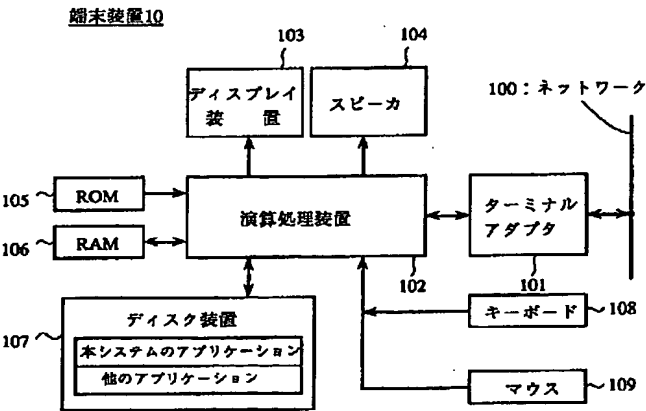 端末装置10
103
104
ディスプレイ
装 置
スピーカ
100：ネットワーク
105
ROM
106
RAM
演算処理装置
102
ターミナル
アダプタ
101
107
ディスク装置
本システムのアプリケーション
他のアプリケーション
キーボード
108
マウス
109